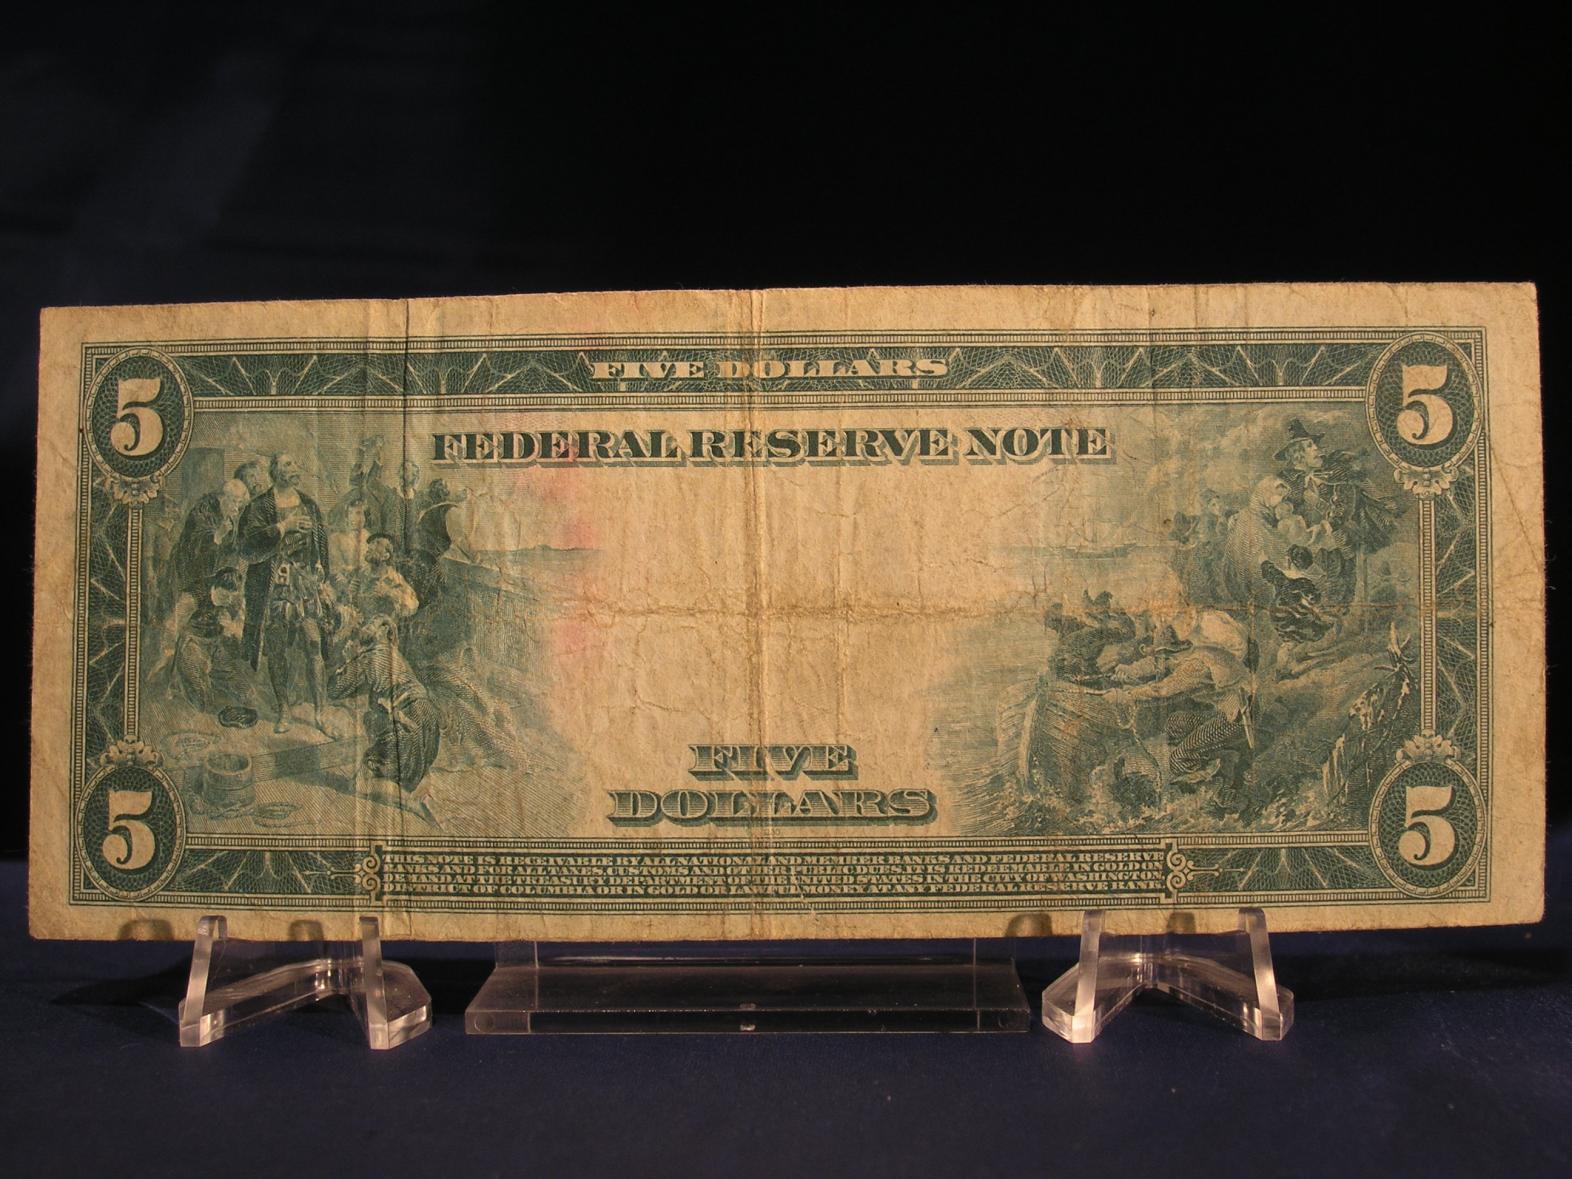 5 FIVE DOLLARS 5
FEDERAL RESERVE NOTE
FIVE
DOLLARS
5 5
THIS NOTE IS RECEIVABLE BY ALL NATIONAL AND MEMBER BANKS AND FEDERAL RESERVE
BANKS AND FOR ALL TAXES, CUSTOMS AND OTHER PUBLIC DUES. IT IS REDEEMABLE IN GOLD
ON DEMAND AT THE TREASURY DEPARTMENT OF THE UNITED STATES IN THE CITY OF WASHINGTON
DISTRICT OF COLUMBIA OR IN GOLD OR LAWFUL MONEY AT ANY FEDERAL RESERVE BANK